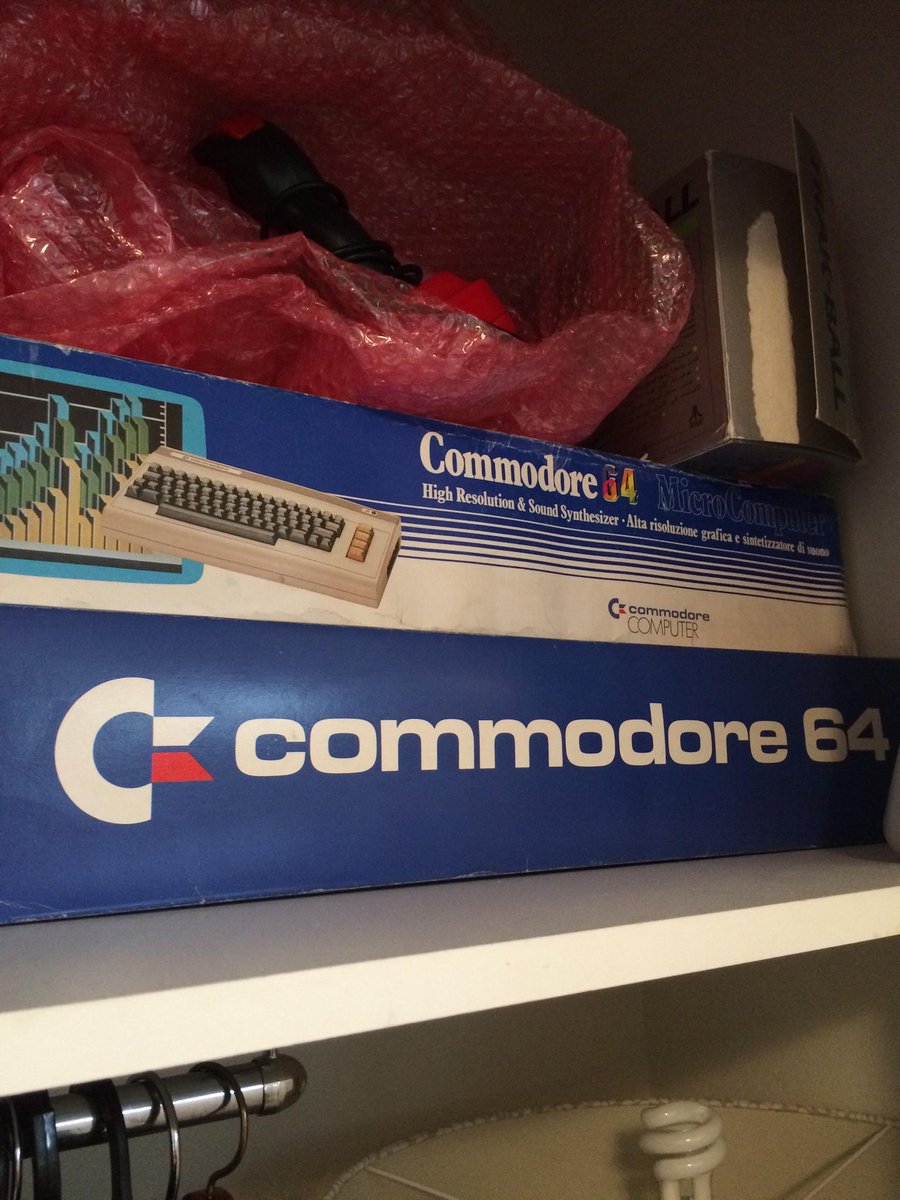 Commodore 64 MicroComputer
High Resolution & Sound Synthesizer · Alta risoluzione grafica e sintetizzatore di suono
commodore
COMPUTER
commodore 64